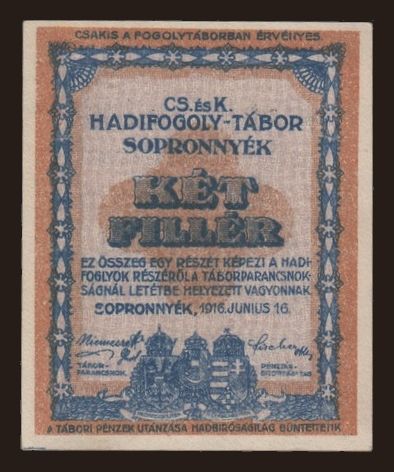 CSAKIS A FOGOLYTÁBORBAN ÉRVÉNYES.
CS. ÉS K.
HADIFOGOLY-TÁBOR
SOPRONNYÉK
KÉT
FILLÉR
EZ ÖSSZEG EGY RÉSZÉT KÉPEZI A HADI-
FOGLYOK RÉSZÉRŐL A TÁBORPARANCSNOK-
SÁGNÁL LETÉTBE HELYEZETT VAGYONNAK.
SOPRONNYÉK, 1916. JUNIUS 16.
TÁBOR-
PARANCSNOK.
PÉNZTÁR-
A TÁBORI PÉNZEK UTÁNZÁSA HADBIRÓSÁGILAG BÜNTETTETIK